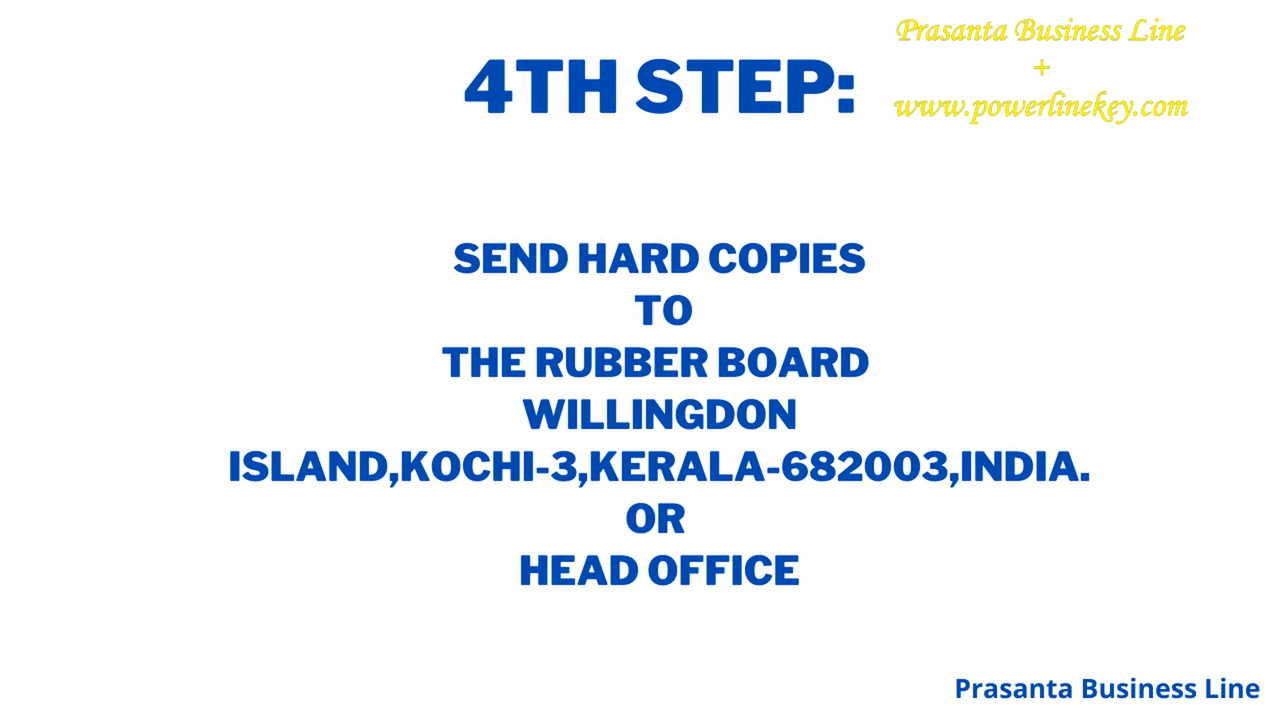 Prasanta Business Line
+
www.powerlinekey.com
4TH STEP:
SEND HARD COPIES
TO
THE RUBBER BOARD
WILLINGDON
ISLAND,KOCHI-3,KERALA-682003,INDIA.
OR
HEAD OFFICE
Prasanta Business Line